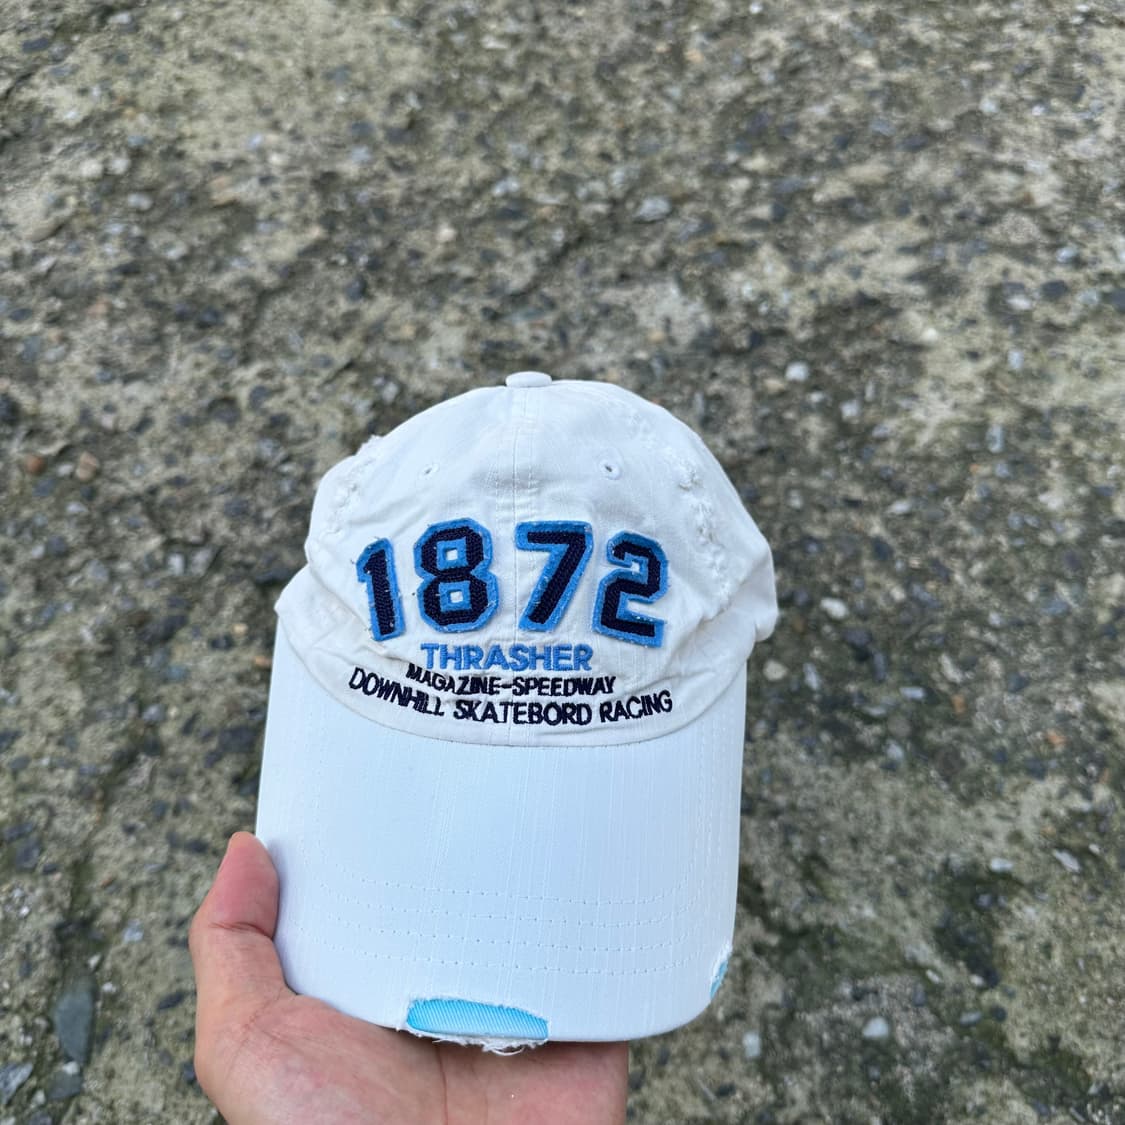 1872
THRASHER
MAGAZINE-SPEEDWAY
DOWNHILL SKATEBORD RACING